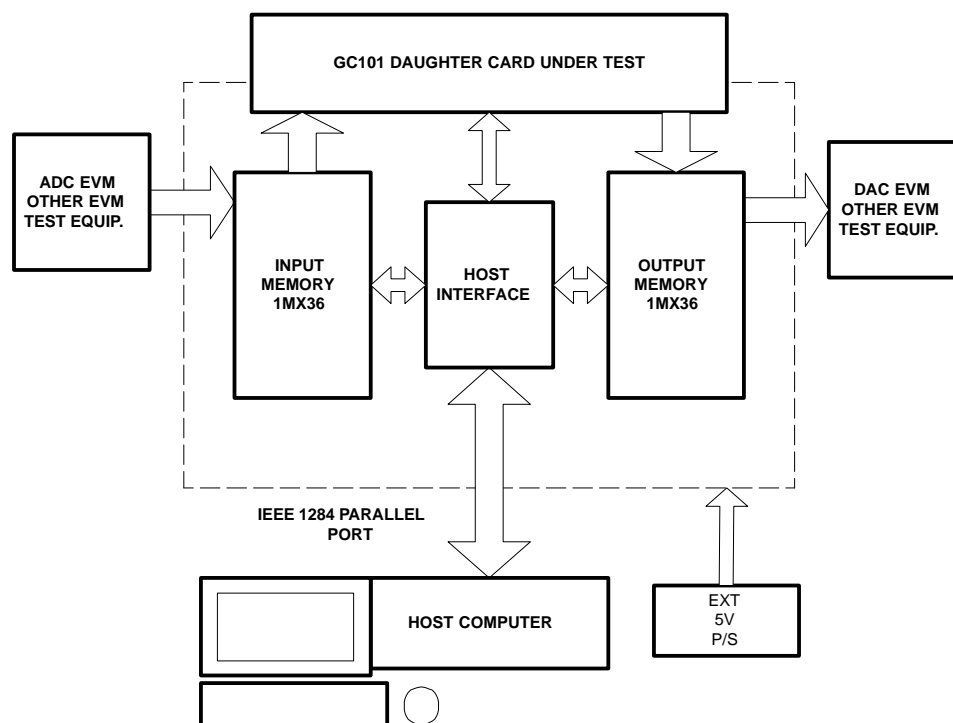 GC101 DAUGHTER CARD UNDER TEST
ADC EVM
OTHER EVM
TEST EQUIP.
DAC EVM
OTHER EVM
TEST EQUIP.
INPUT
MEMORY
1MX36
HOST
INTERFACE
OUTPUT
MEMORY
1MX36
IEEE 1284 PARALLEL
PORT
HOST COMPUTER
EXT
5V
P/S